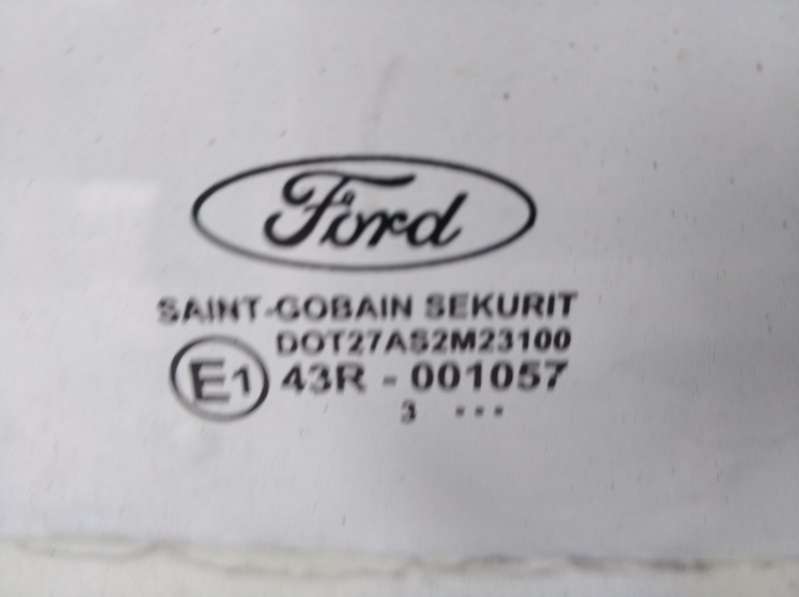 Ford
SAINT-GOBAIN SEKURIT
DOT27AS2M23100
E1 43R - 001057
3 ...